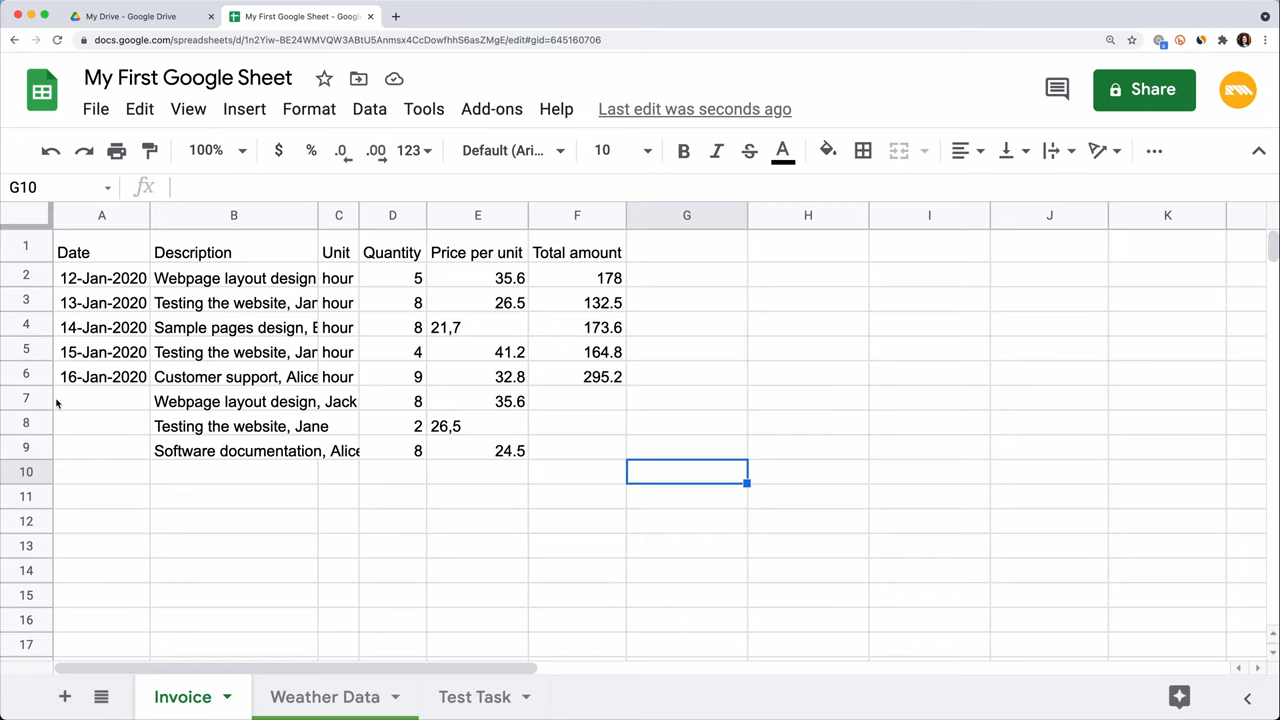 My Drive - Google Drive × My First Google Sheet - Goog × +
docs.google.com/spreadsheets/d/1n2Yiw-BE24WMVQW3ABtU5Anmsx4CcDowfhhS6asZMgE/edit#gid=645160706
My First Google Sheet
Share
File Edit View Insert Format Data Tools Add-ons Help Last edit was seconds ago
100% $ % .0 .00 123 Default (Ari... 10 B I S A ...
G10 fx
A B C D E F G H I J K
1 Date Description Unit Quantity Price per unit Total amount
2 12-Jan-2020 Webpage layout design hour 5 35.6 178
3 13-Jan-2020 Testing the website, Jan hour 8 26.5 132.5
4 14-Jan-2020 Sample pages design, E hour 8 21,7 173.6
5 15-Jan-2020 Testing the website, Jan hour 4 41.2 164.8
6 16-Jan-2020 Customer support, Alice hour 9 32.8 295.2
7 Webpage layout design, Jack 8 35.6
8 Testing the website, Jane 2 26,5
9 Software documentation, Alice 8 24.5
10
11
12
13
14
15
16
17
+ Invoice Weather Data Test Task